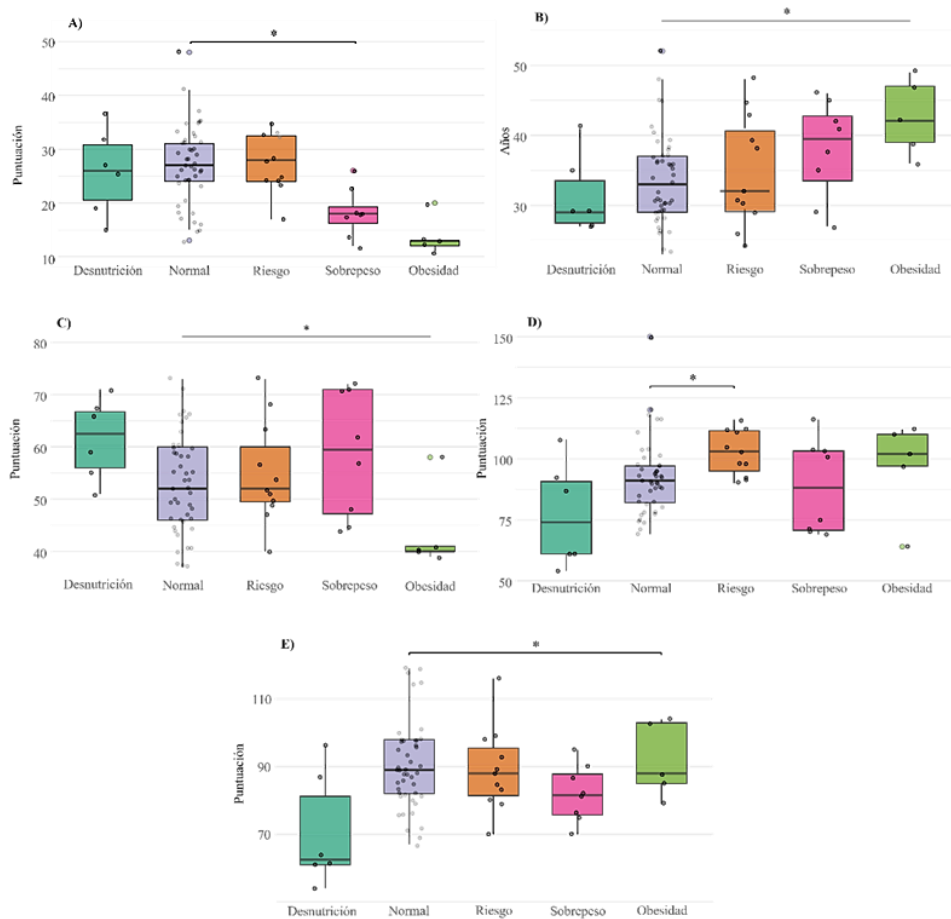 A)
*
50
40
30
20
10
Puntuación
Desnutrición Normal Riesgo Sobrepeso Obesidad
B)
*
50
40
30
Años
Desnutrición Normal Riesgo Sobrepeso Obesidad
C)
*
80
70
60
50
40
Puntuación
Desnutrición Normal Riesgo Sobrepeso Obesidad
D)
*
150
125
100
75
50
Puntuación
Desnutrición Normal Riesgo Sobrepeso Obesidad
E)
*
110
90
70
Puntuación
Desnutrición Normal Riesgo Sobrepeso Obesidad